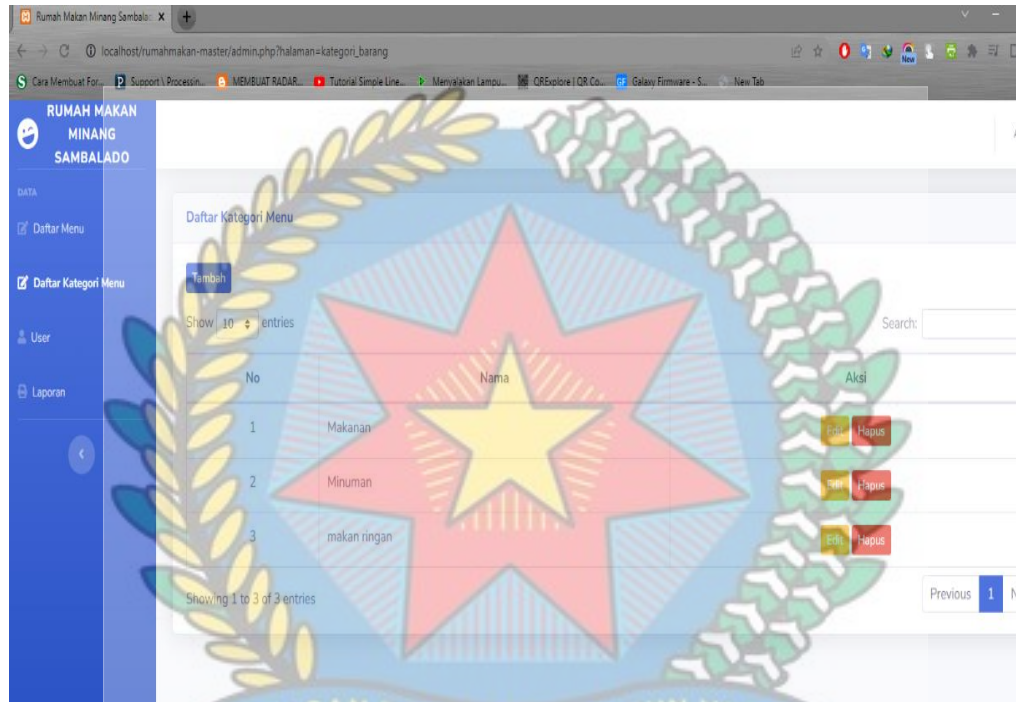 Rumah Makan Minang Sambala
localhost/rumahmakan-master/admin.php?halaman=kategori_barang
New
Cara Membuat For... Support \ Processin... MEMBUAT RADAR... Tutorial Simple Line... Menyalakan Lampu... QRExplore | QR Co... Galaxy Firmware - S... New Tab
RUMAH MAKAN
MINANG
SAMBALADO
DATA
Daftar Menu
Daftar Kategori Menu
User
Laporan
Daftar Kategori Menu
Tambah
Show 10 entries
Search:
No Nama Aksi
1 Makanan Edit Hapus
2 Minuman Edit Hapus
3 makan ringan Edit Hapus
Showing 1 to 3 of 3 entries
Previous 1 N